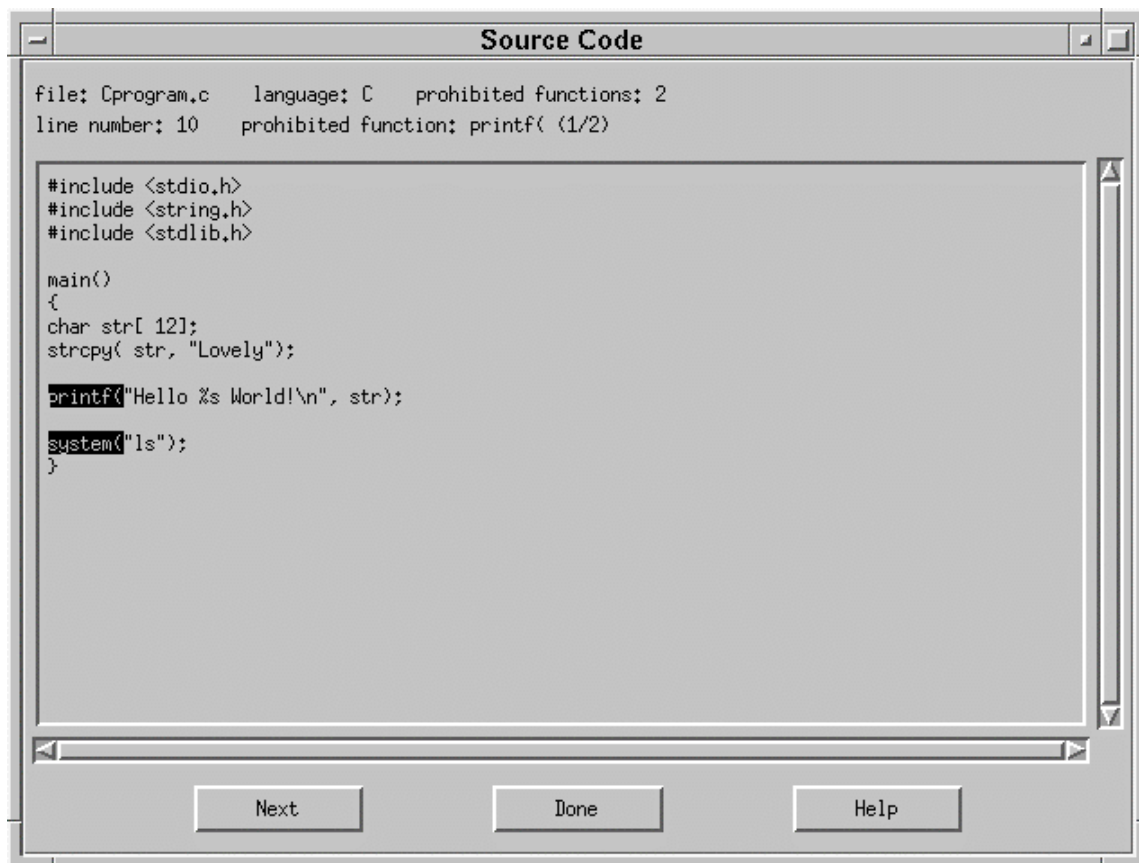 Source Code
file: Cprogram.c language: C prohibited functions: 2
line number: 10 prohibited function: printf( (1/2)
#include <stdio.h>
#include <string.h>
#include <stdlib.h>
main()
{
char str[ 12];
strcpy( str, "Lovely");
printf("Hello %s World!\n", str);
system("ls");
}
Next Done Help